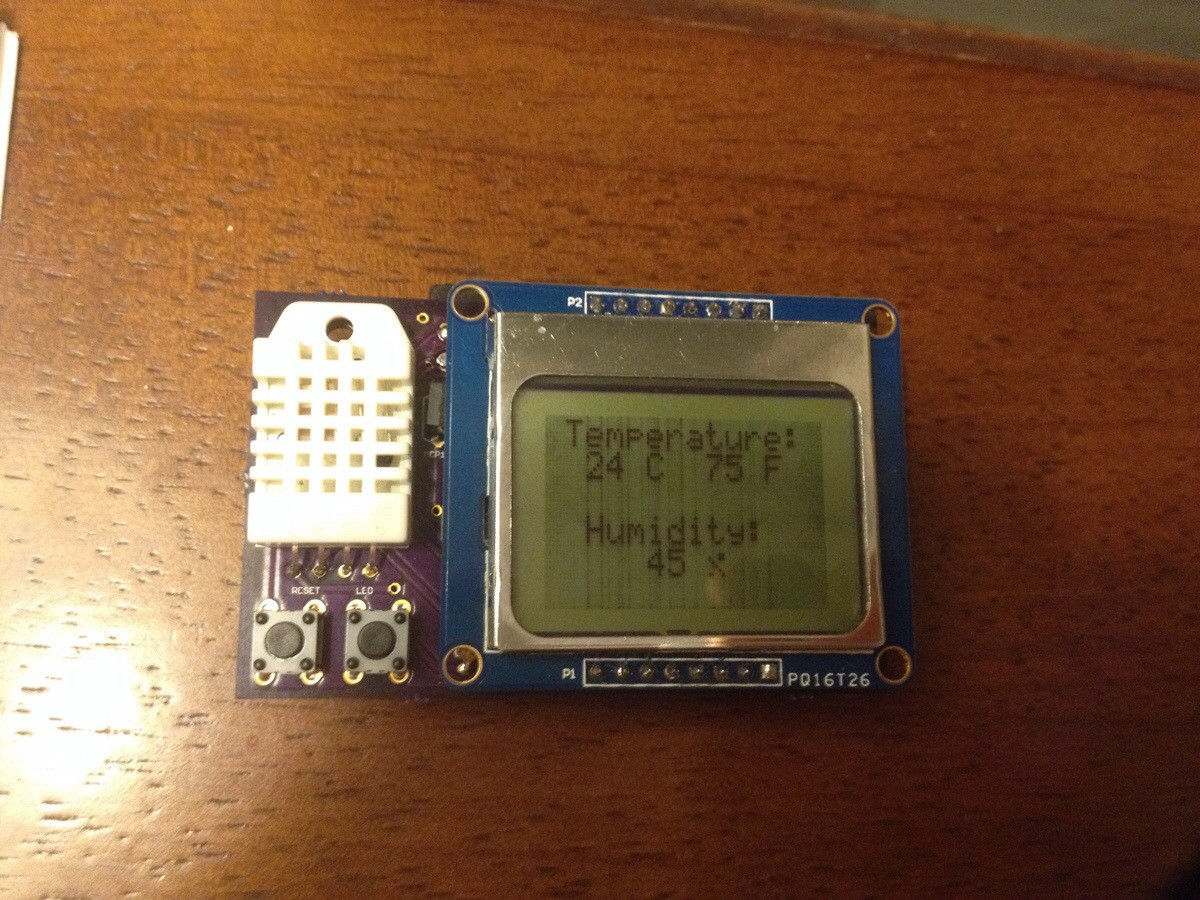 P2
Temperature:
24 C 75 F
Humidity:
45 %
RESET LED
P1
PQ16T26